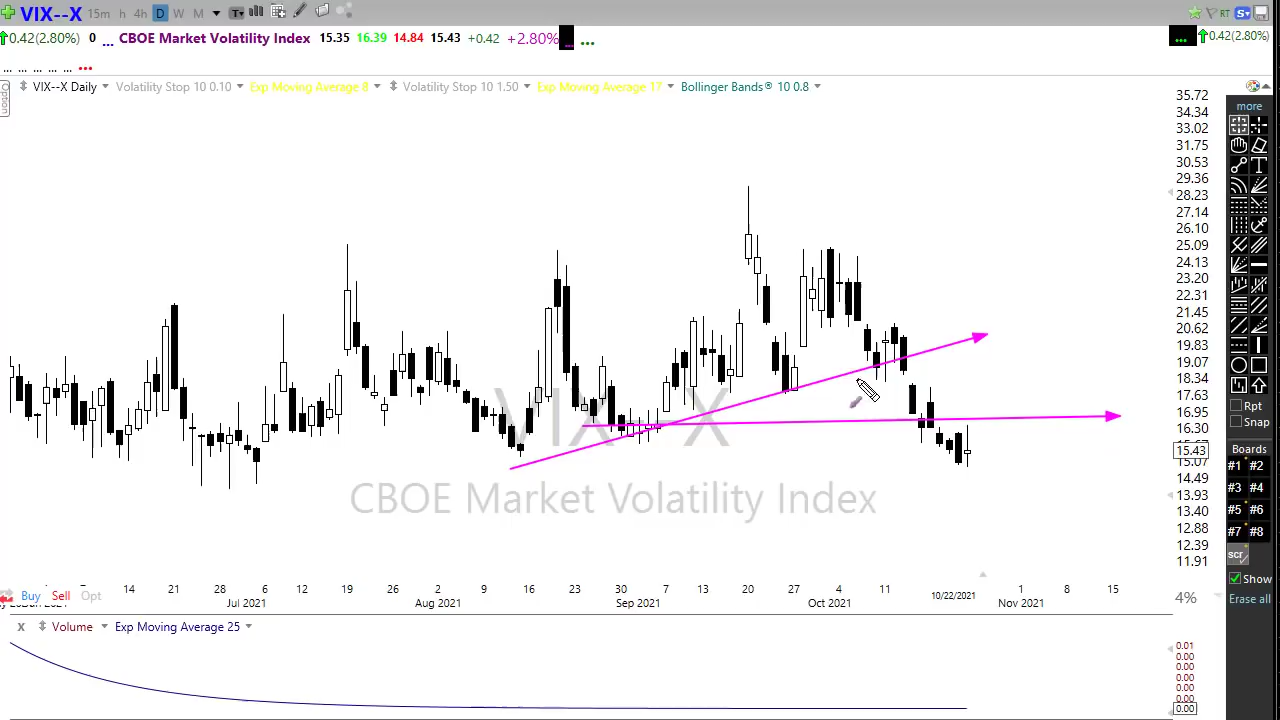 VIX--X 15m h 4h D W M T RT S
0.42(2.80%) 0 ... CBOE Market Volatility Index 15.35 16.39 14.84 15.43 +0.42 +2.80% ... ... ... 0.42(2.80%)
... ... ... ... ... ...
Option VIX--X Daily Volatility Stop 10 0.10 Exp Moving Average 8 Volatility Stop 10 1.50 Exp Moving Average 17 Bollinger Bands® 10 0.8
35.72
34.34
33.02
31.75
30.53
29.36
28.23
27.14
26.10
25.09
24.13
23.20
22.31
21.45
20.62
19.83
19.07
18.34
17.63
16.95
16.30
15.43
15.07
14.49
13.93
13.40
12.88
12.39
11.91
more
Rpt
Snap
Boards
#1 #2
#3 #4
#5 #6
#7 #8
scr
Show
Erase all
VIX--X
CBOE Market Volatility Index
14 21 28 6 12 19 26 2 9 16 23 30 7 13 20 27 4 11 1 8 15
Buy Sell Opt
Jul 2021 Aug 2021 Sep 2021 Oct 2021 10/22/2021 Nov 2021
4%
X Volume Exp Moving Average 25
0.01
0.00
0.00
0.00
0.00
0.00
0.00